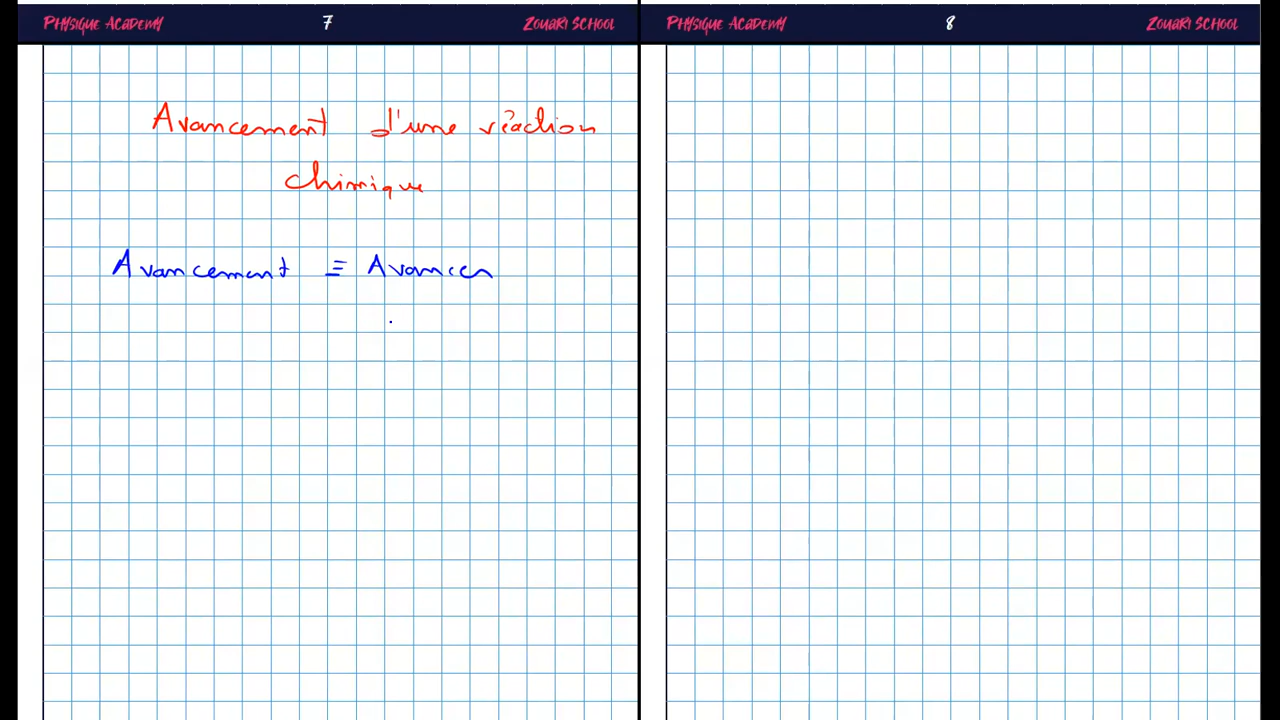 Physique Academy 7 Zouari School
Avancement d'une réaction
chimique
Avancement ≡ Avancer
Physique Academy 8 Zouari School